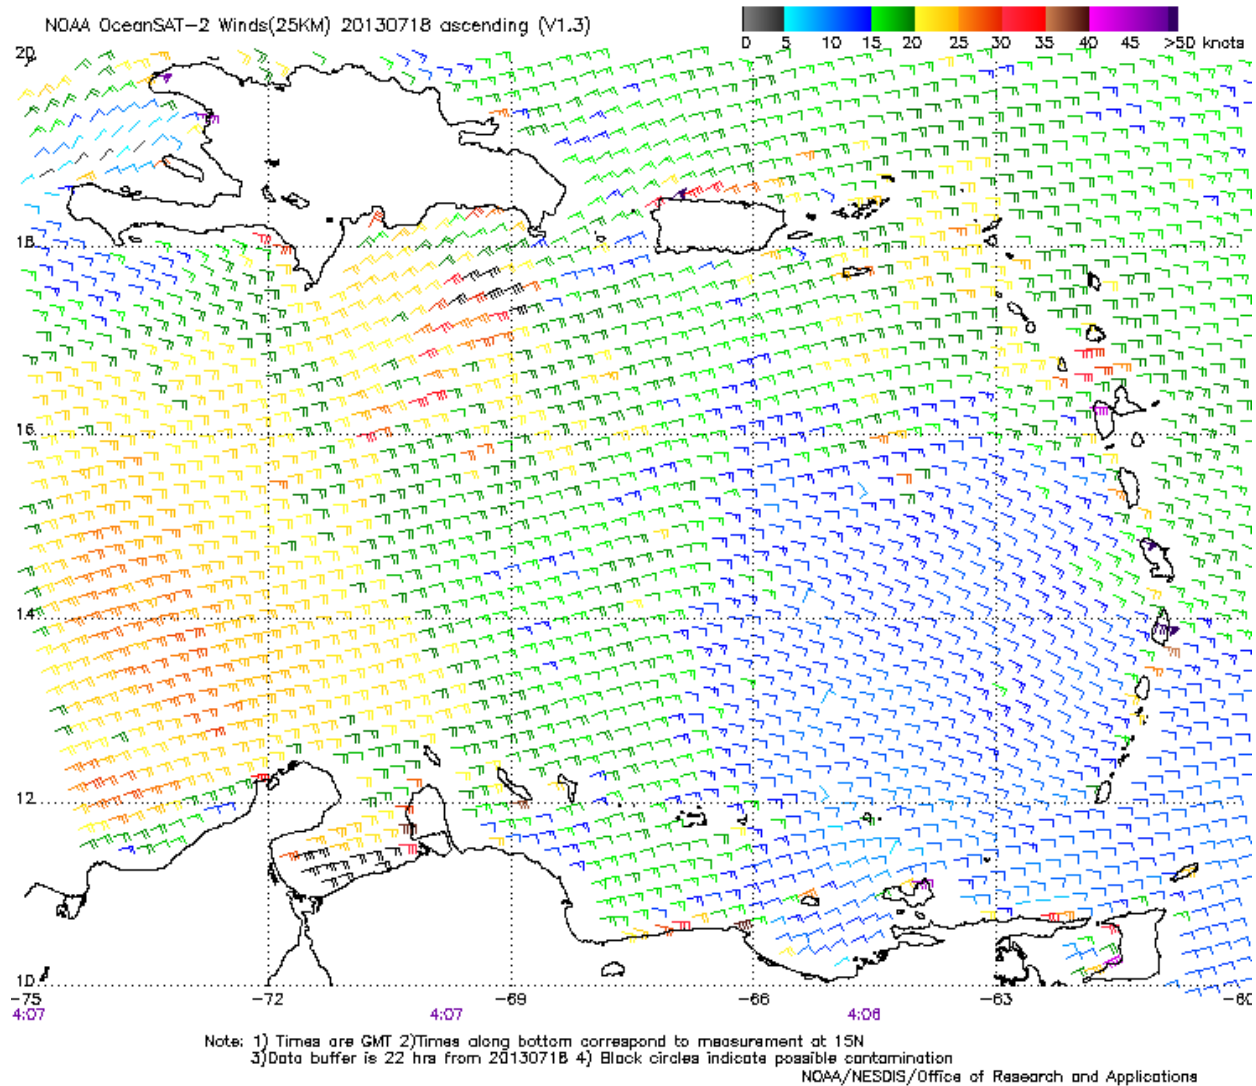 NOAA OceanSAT-2 Winds(25KM) 20130718 ascending (V1.3)
0 5 10 15 20 25 30 35 40 45 >50 knots
20
18
16
14
12
10
-75 -72 -69 -66 -63 -60
4:07 4:07 4:06
Note: 1) Times are GMT 2)Times along bottom correspond to measurement at 15N
3)Data buffer is 22 hrs from 20130718 4) Black circles indicate possible contamination
NOAA/NESDIS/Office of Research and Applications